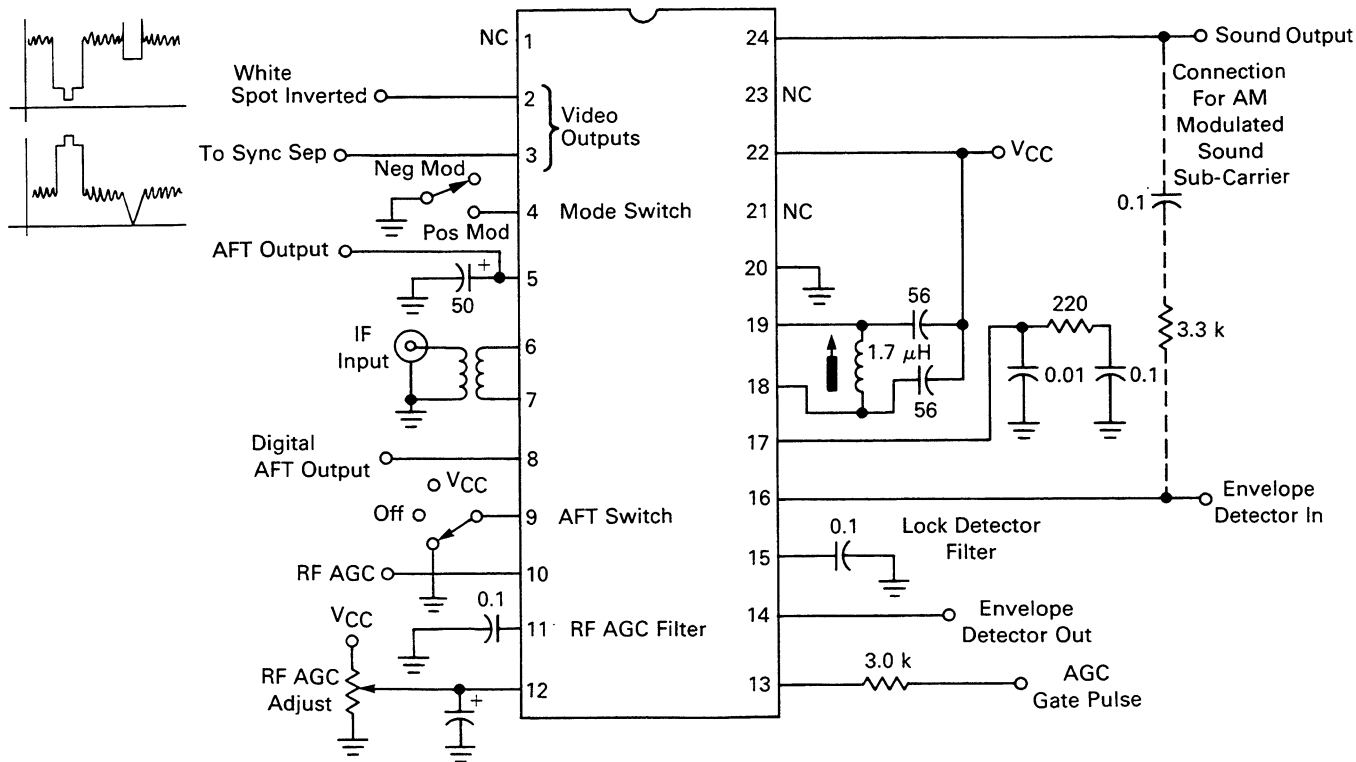 NC 1
White
Spot Inverted
2
Video
Outputs
To Sync Sep
3
Neg Mod
4 Mode Switch
Pos Mod
AFT Output
+
5
50
IF
Input
6
7
Digital
AFT Output
8
VCC
Off
9 AFT Switch
RF AGC
10
0.1
11 RF AGC Filter
VCC
RF AGC
Adjust
12
+
24
Sound Output
Connection
For AM
Modulated
Sound
Sub-Carrier
23 NC
22
VCC
21 NC
0.1
20
19
56
220
3.3 k
1.7 μH
18
0.01
0.1
56
17
16
Envelope
Detector In
0.1
Lock Detector
Filter
15
14
Envelope
Detector Out
3.0 k
13
AGC
Gate Pulse